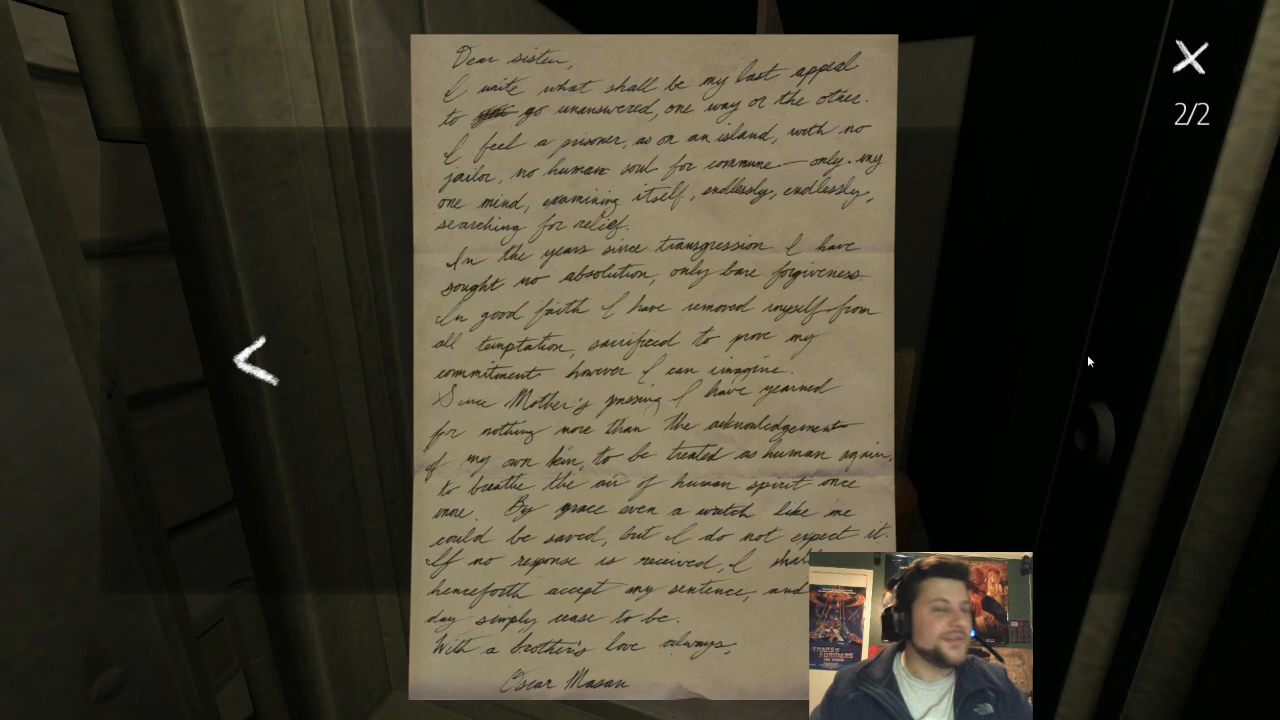 Dear sister,
I write what shall be my last appeal
to go unanswered, one way or the other.
I feel a prisoner, as on an island, with no
jailor, no human soul for commune — only my
one mind, examining itself, endlessly, endlessly,
searching for relief.
In the years since transgression I have
sought no absolution, only bare forgiveness.
In good faith I have removed myself from
all temptation, sacrificed to prove my
commitment however I can imagine.
Since Mother's passing I have yearned
for nothing more than the acknowledgement
of my own kin, to be treated as human again,
to breathe the air of human spirit once
more. By grace even a wretch like me
could be saved, but I do not expect it.
If no response is received, I shall
henceforth accept my sentence, and
day simply cease to be.
With a brother's love always,
Oscar Masan
2/2
TRANSFORMERS